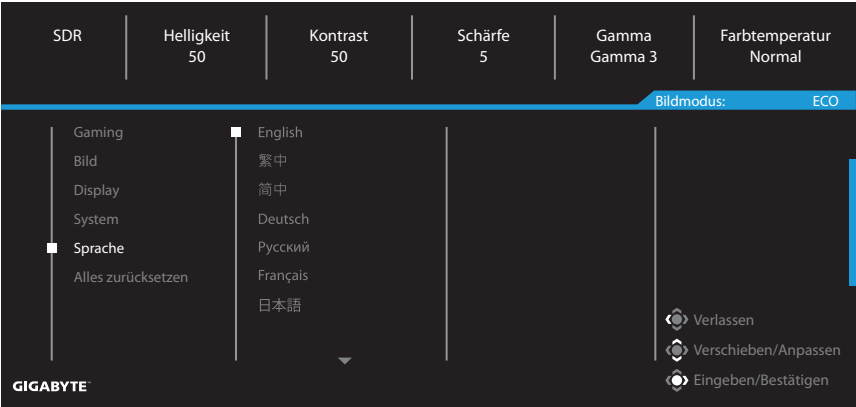 SDR
Helligkeit
50
Kontrast
50
Schärfe
5
Gamma
Gamma 3
Farbtemperatur
Normal
Bildmodus: ECO
Gaming
Bild
Display
System
Sprache
Alles zurücksetzen
English
繁中
简中
Deutsch
Русский
Français
日本語
Verlassen
Verschieben/Anpassen
Eingeben/Bestätigen
GIGABYTE™